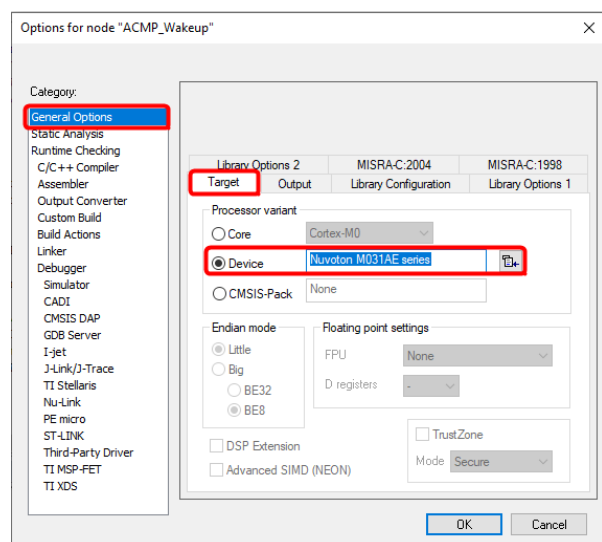 Options for node "ACMP_Wakeup"
Category:
General Options
Static Analysis
Runtime Checking
C/C++ Compiler
Assembler
Output Converter
Custom Build
Build Actions
Linker
Debugger
Simulator
CADI
CMSIS DAP
GDB Server
I-jet
J-Link/J-Trace
TI Stellaris
Nu-Link
PE micro
ST-LINK
Third-Party Driver
TI MSP-FET
TI XDS
Library Options 2 MISRA-C:2004 MISRA-C:1998
Target Output Library Configuration Library Options 1
Processor variant
Core Cortex-M0
Device Nuvoton M031AE series
CMSIS-Pack None
Endian mode
Little
Big
BE32
BE8
Floating point settings
FPU None
D registers -
DSP Extension
Advanced SIMD (NEON)
TrustZone
Mode Secure
OK Cancel